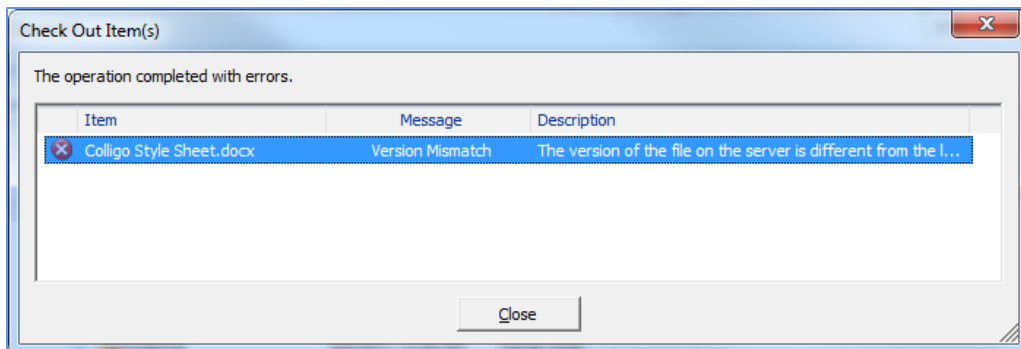 Check Out Item(s)
The operation completed with errors.
Item Message Description
Colligo Style Sheet.docx Version Mismatch The version of the file on the server is different from the l...
Close